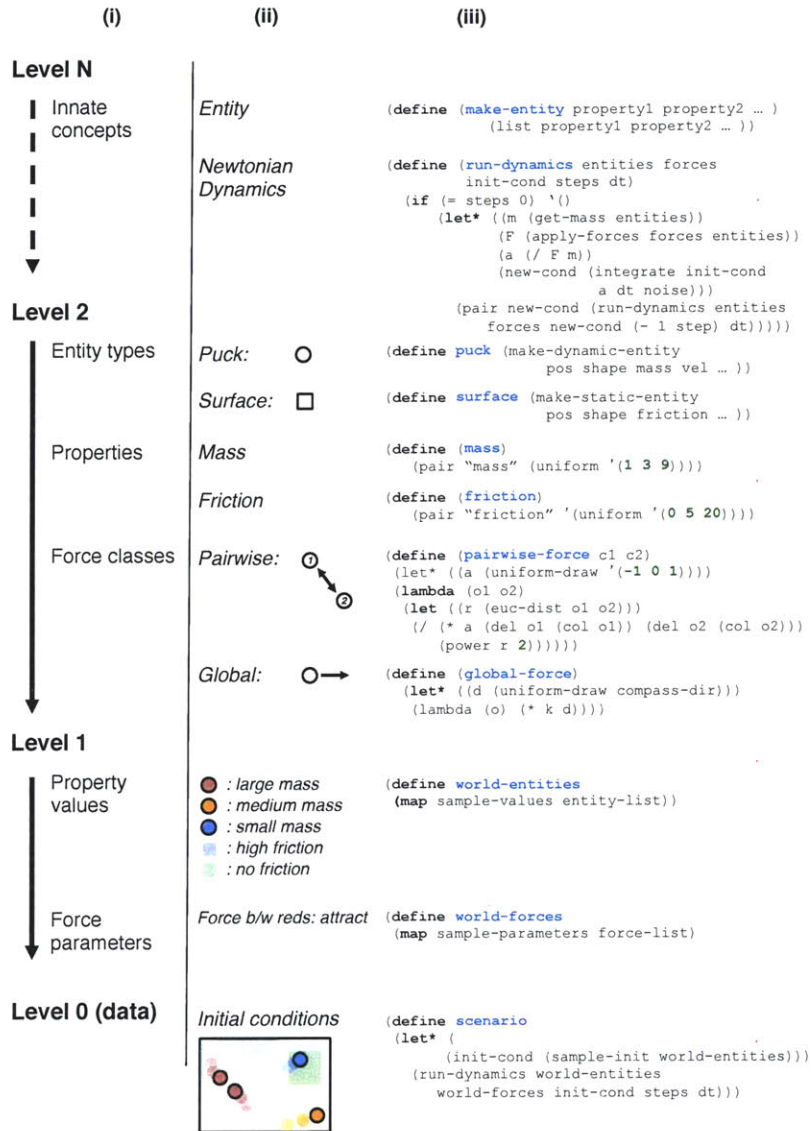 (i) (ii) (iii)
Level N
Innate concepts
Entity
(define (make-entity property1 property2 … )
(list property1 property2 … ))
Newtonian Dynamics
(define (run-dynamics entities forces
init-cond steps dt)
(if (= steps 0) ‵()
(let* ((m (get-mass entities))
(F (apply-forces forces entities))
(a (/ F m))
(new-cond (integrate init-cond
a dt noise)))
(pair new-cond (run-dynamics entities
forces new-cond (- 1 step) dt)))))
Level 2
Entity types
Puck:
(define puck (make-dynamic-entity
pos shape mass vel … ))
Surface:
(define surface (make-static-entity
pos shape friction … ))
Properties
Mass
(define (mass)
(pair “mass” (uniform '(1 3 9))))
Friction
(define (friction)
(pair “friction” '(uniform '(0 5 20))))
Force classes
Pairwise:
1
2
(define (pairwise-force c1 c2)
(let* ((a (uniform-draw '(-1 0 1))))
(lambda (o1 o2)
(let ((r (euc-dist o1 o2)))
(/ (* a (del o1 (col o1)) (del o2 (col o2)))
(power r 2))))))
Global:
(define (global-force)
(let* ((d (uniform-draw compass-dir)))
(lambda (o) (* k d))))
Level 1
Property values
: large mass
: medium mass
: small mass
: high friction
: no friction
(define world-entities
(map sample-values entity-list))
Force parameters
Force b/w reds: attract
(define world-forces
(map sample-parameters force-list)
Level 0 (data)
Initial conditions
(define scenario
(let* (
(init-cond (sample-init world-entities)))
(run-dynamics world-entities
world-forces init-cond steps dt)))